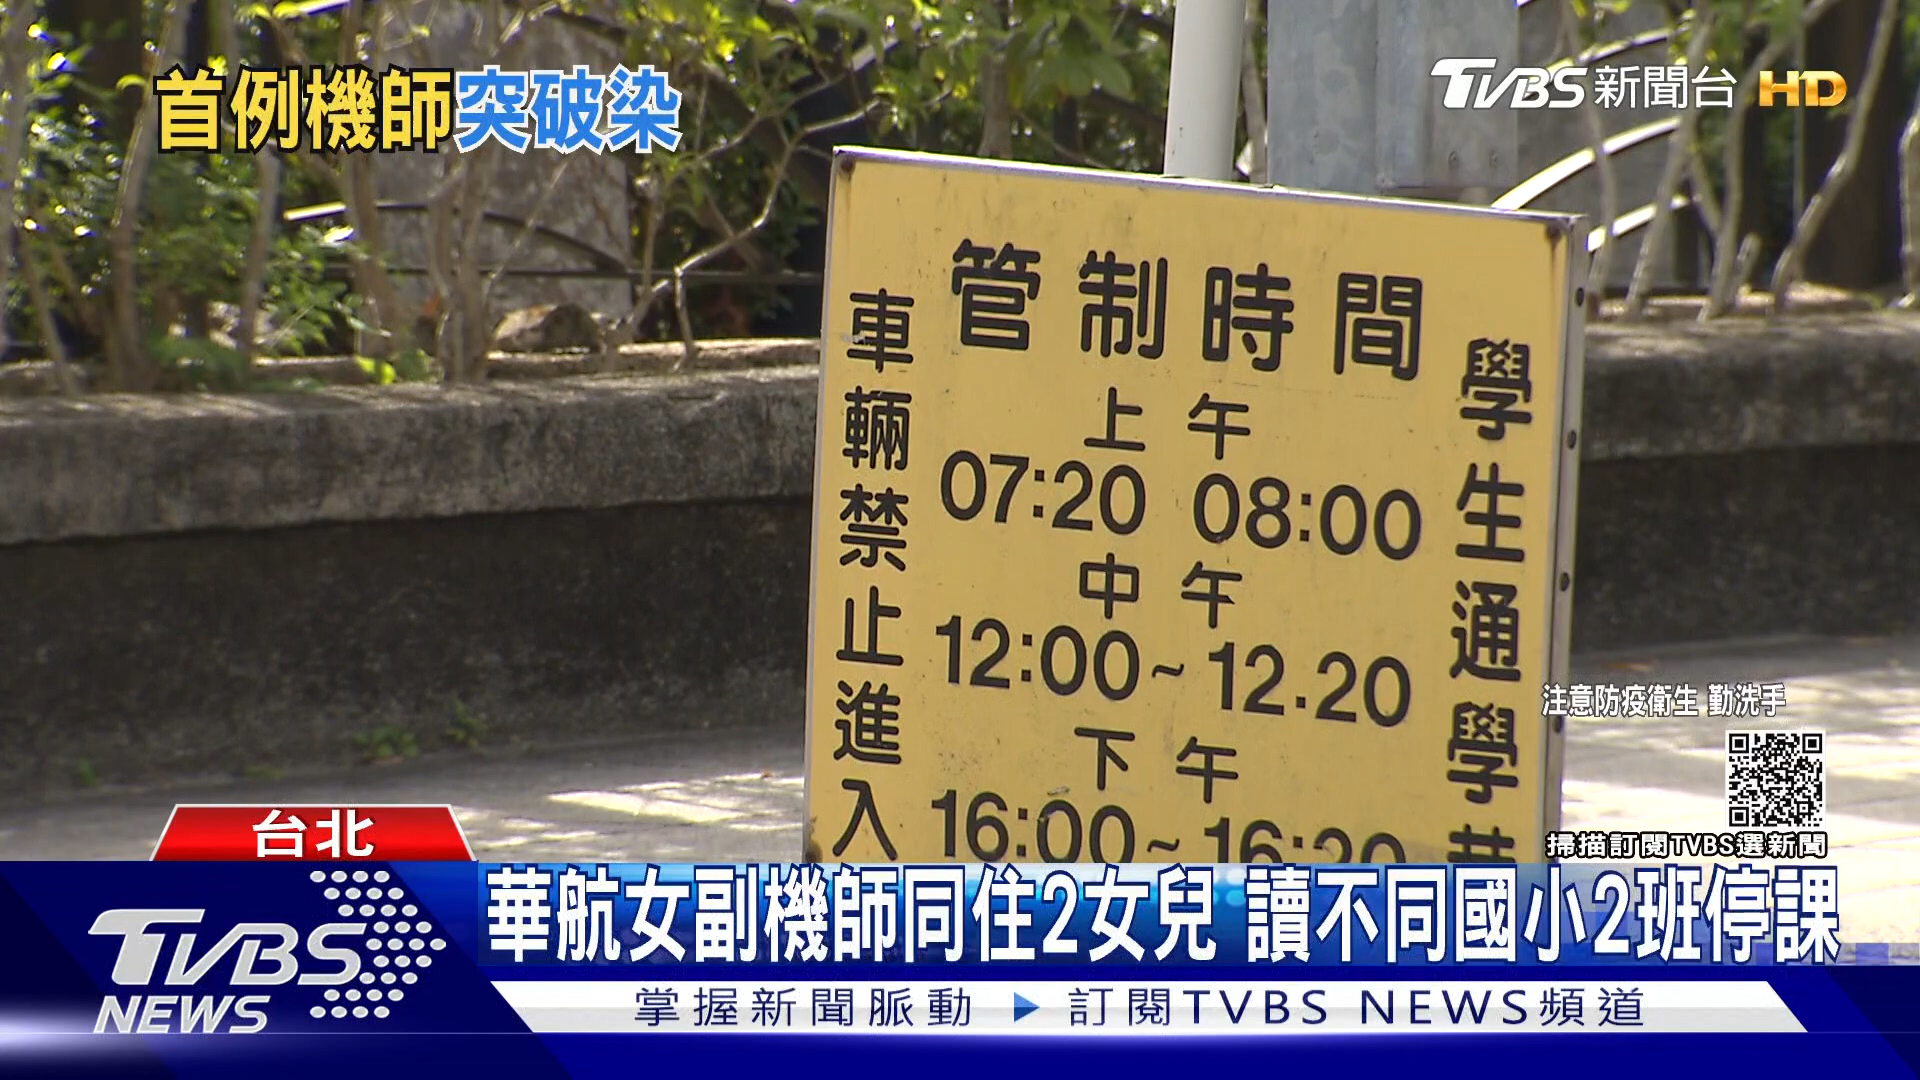 首例機師突破染
TVBS新聞台 HD
管制時間
車輛禁止進入
學生通學
上午
07:20 08:00
中午
12:00~12.20
下午
16:00~16:20
注意防疫衛生 勤洗手
掃描訂閱TVBS選新聞
台北
華航女副機師同住2女兒 讀不同國小2班停課
TVBS NEWS
掌握新聞脈動 ▶ 訂閱TVBS NEWS頻道